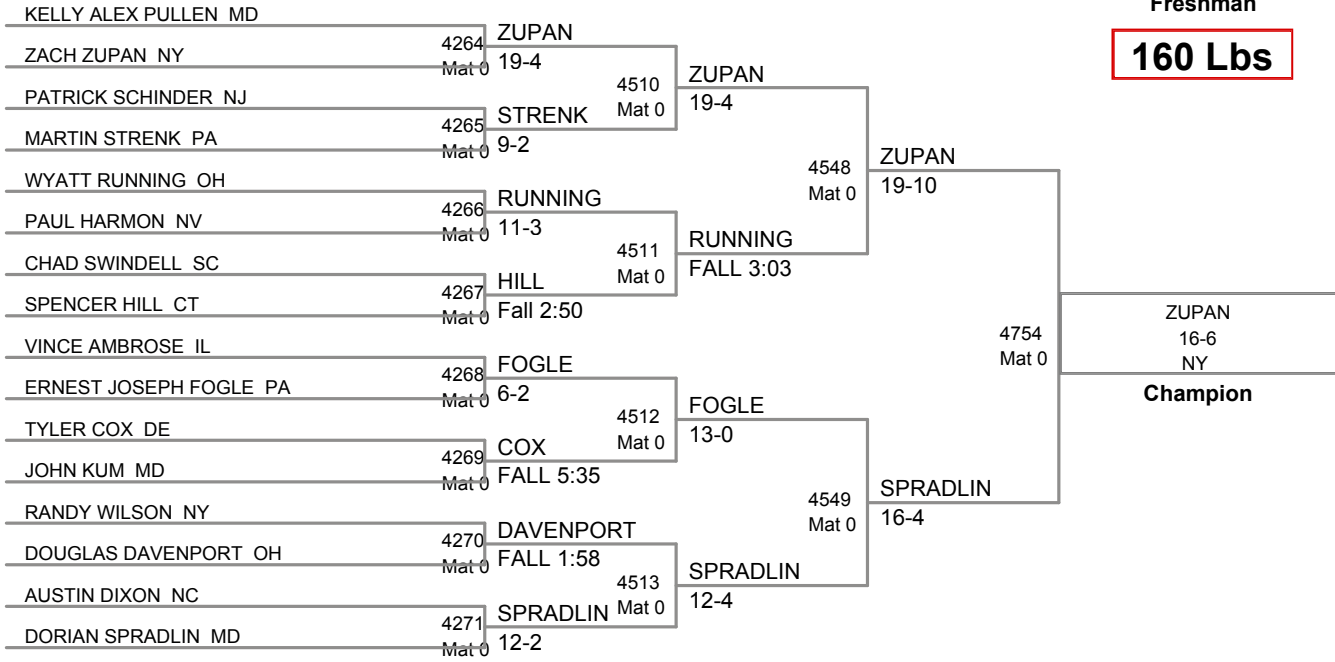 Freshman
160 Lbs
KELLY ALEX PULLEN MD
ZACH ZUPAN NY
PATRICK SCHINDER NJ
MARTIN STRENK PA
WYATT RUNNING OH
PAUL HARMON NV
CHAD SWINDELL SC
SPENCER HILL CT
VINCE AMBROSE IL
ERNEST JOSEPH FOGLE PA
TYLER COX DE
JOHN KUM MD
RANDY WILSON NY
DOUGLAS DAVENPORT OH
AUSTIN DIXON NC
DORIAN SPRADLIN MD
4264
Mat 0
ZUPAN
19-4
4265
Mat 0
STRENK
9-2
4266
Mat 0
RUNNING
11-3
4267
Mat 0
HILL
Fall 2:50
4268
Mat 0
FOGLE
6-2
4269
Mat 0
COX
FALL 5:35
4270
Mat 0
DAVENPORT
FALL 1:58
4271
Mat 0
SPRADLIN
12-2
4510
Mat 0
ZUPAN
19-4
4511
Mat 0
RUNNING
FALL 3:03
4512
Mat 0
FOGLE
13-0
4513
Mat 0
SPRADLIN
12-4
4548
Mat 0
ZUPAN
19-10
4549
Mat 0
SPRADLIN
16-4
4754
Mat 0
ZUPAN
16-6
NY
Champion